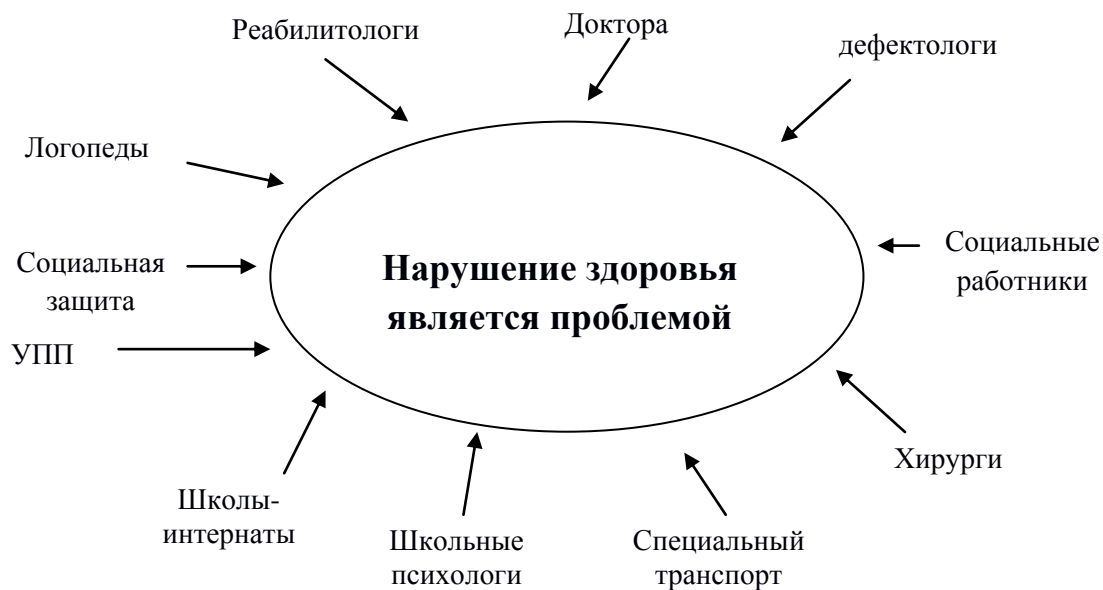 Реабилитологи
Доктора
дефектологи
Логопеды
Социальная
защита
Нарушение здоровья
является проблемой
Социальные
работники
УПП
Хирурги
Школы-
интернаты
Школьные
психологи
Специальный
транспорт